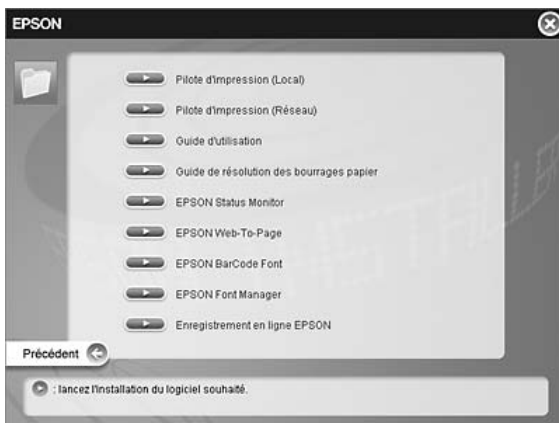 EPSON
Pilote d'impression (Local)
Pilote d'impression (Réseau)
Guide d'utilisation
Guide de résolution des bourrages papier
EPSON Status Monitor
EPSON Web-To-Page
EPSON BarCode Font
EPSON Font Manager
Enregistrement en ligne EPSON
Précédent
: lancez l'installation du logiciel souhaité.